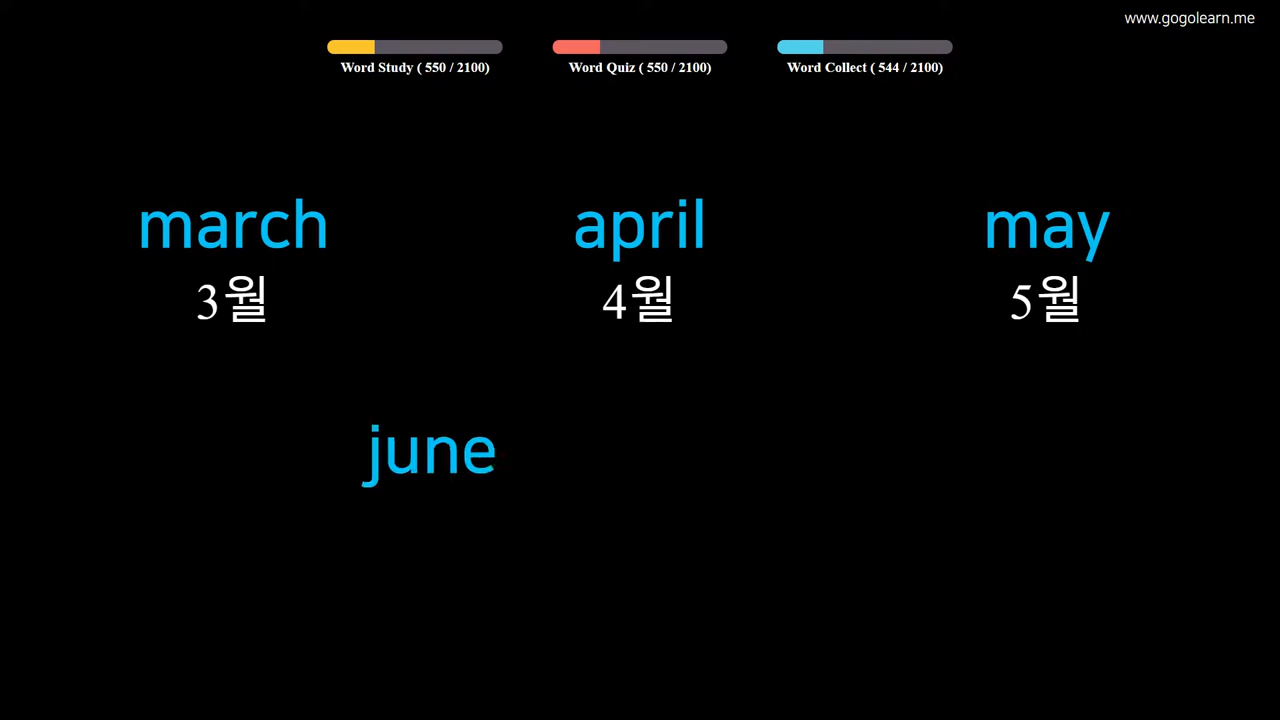 www.gogolearn.me
Word Study ( 550 / 2100)
Word Quiz ( 550 / 2100)
Word Collect ( 544 / 2100)
march
april
may
3월
4월
5월
june